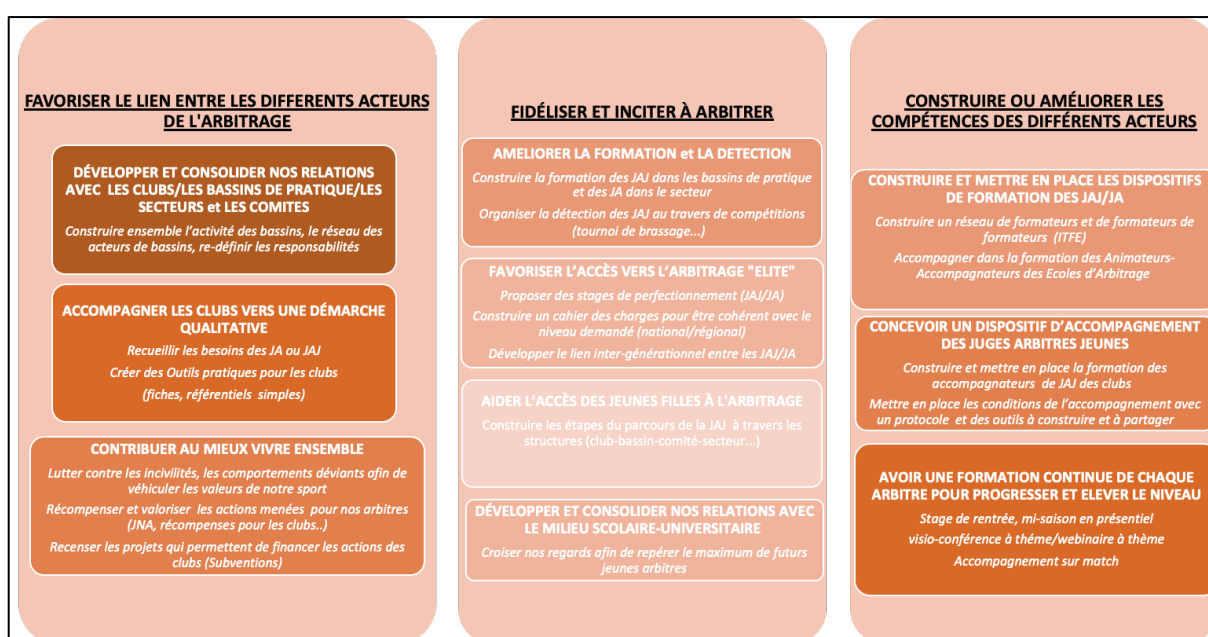 FAVORISER LE LIEN ENTRE LES DIFFERENTS ACTEURS
DE L'ARBITRAGE
DÉVELOPPER ET CONSOLIDER NOS RELATIONS
AVEC LES CLUBS/LES BASSINS DE PRATIQUE/LES
SECTEURS et LES COMITES
Construire ensemble l'activité des bassins, le réseau des
acteurs de bassins, re-définir les responsabilités
ACCOMPAGNER LES CLUBS VERS UNE DÉMARCHE
QUALITATIVE
Recueillir les besoins des JA ou JAJ
Créer des Outils pratiques pour les clubs
(fiches, référentiels simples)
CONTRIBUER AU MIEUX VIVRE ENSEMBLE
Lutter contre les incivilités, les comportements déviants afin de
véhiculer les valeurs de notre sport
Récompenser et valoriser les actions menées pour nos arbitres
(JNA, récompenses pour les clubs..)
Recenser les projets qui permettent de financer les actions des
clubs (Subventions)
FIDÉLISER ET INCITER À ARBITRER
AMELIORER LA FORMATION et LA DETECTION
Construire la formation des JAJ dans les bassins de pratique
et des JA dans le secteur
Organiser la détection des JAJ au travers de compétitions
(tournoi de brassage...)
FAVORISER L'ACCÈS VERS L'ARBITRAGE "ELITE"
Proposer des stages de perfectionnement (JAJ/JA)
Construire un cahier des charges pour être cohérent avec le
niveau demandé (national/régional)
Développer le lien inter-générationnel entre les JAJ/JA
AIDER L'ACCÈS DES JEUNES FILLES À L'ARBITRAGE
Construire les étapes du parcours de la JAJ à travers les
structures (club-bassin-comité-secteur...)
DÉVELOPPER ET CONSOLIDER NOS RELATIONS AVEC
LE MILIEU SCOLAIRE-UNIVERSITAIRE
Croiser nos regards afin de repérer le maximum de futurs
jeunes arbitres
CONSTRUIRE OU AMÉLIORER LES
COMPÉTENCES DES DIFFÉRENTS ACTEURS
CONSTRUIRE ET METTRE EN PLACE LES DISPOSITIFS
DE FORMATION DES JAJ/JA
Construire un réseau de formateurs et de formateurs de
formateurs (ITFE)
Accompagner dans la formation des Animateurs-
Accompagnateurs des Ecoles d'Arbitrage
CONCEVOIR UN DISPOSITIF D'ACCOMPAGNEMENT
DES JUGES ARBITRES JEUNES
Construire et mettre en place la formation des
accompagnateurs de JAJ des clubs
Mettre en place les conditions de l'accompagnement avec
un protocole et des outils à construire et à partager
AVOIR UNE FORMATION CONTINUE DE CHAQUE
ARBITRE POUR PROGRESSER ET ELEVER LE NIVEAU
Stage de rentrée, mi-saison en présentiel
visio-conférence à théme/webinaire à thème
Accompagnement sur match